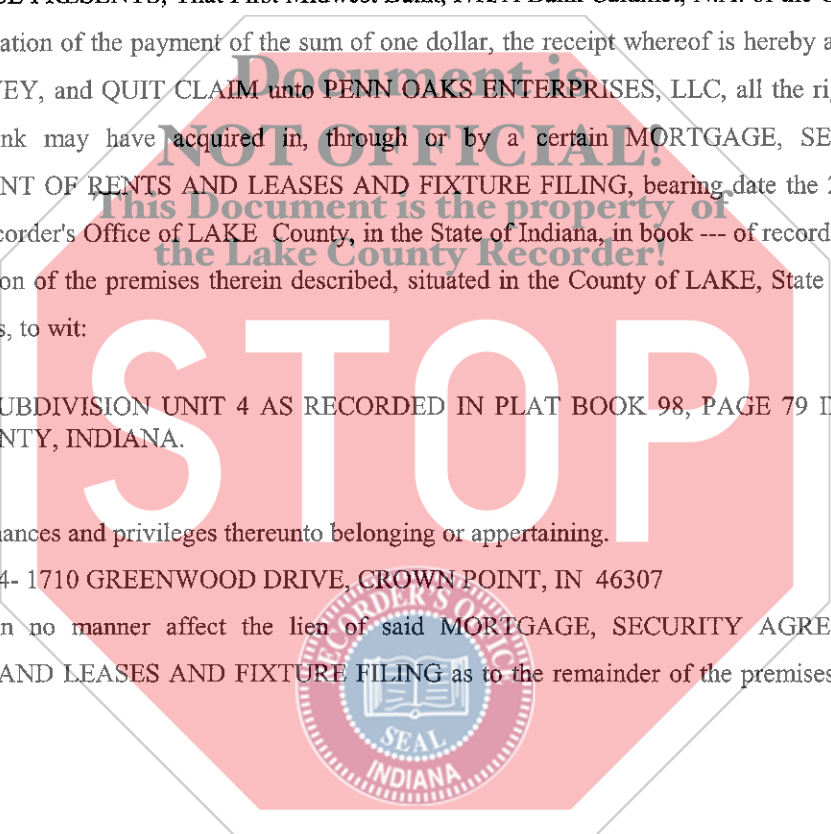 SE PRESENTS, That First Midwest Bank,
ation of the payment of the sum of one dollar, the receipt whereof is hereby a
Document is
EY, and QUIT CLAIM unto PENN OAKS ENTERPRISES, LLC, all the ri
nk may have acquired in, through or by a certain MORTGAGE, SE
NOT OFFICIAL!
NT OF RENTS AND LEASES AND FIXTURE FILING, bearing date the 2
This Document is the property of
corder's Office of LAKE County, in the State of Indiana, in book --- of record
the Lake County Recorder!
on of the premises therein described, situated in the County of LAKE, State
s, to wit:
STOP
UBDIVISION UNIT 4 AS RECORDED IN PLAT BOOK 98, PAGE 79 I
NTY, INDIANA.
nances and privileges thereunto belonging or appertaining.
4- 1710 GREENWOOD DRIVE, CROWN POINT, IN 46307
n no manner affect the lien of said MORTGAGE, SECURITY AGRE
AND LEASES AND FIXTURE FILING as to the remainder of the premises
RECORDER'S OFFICE
SEAL
INDIANA